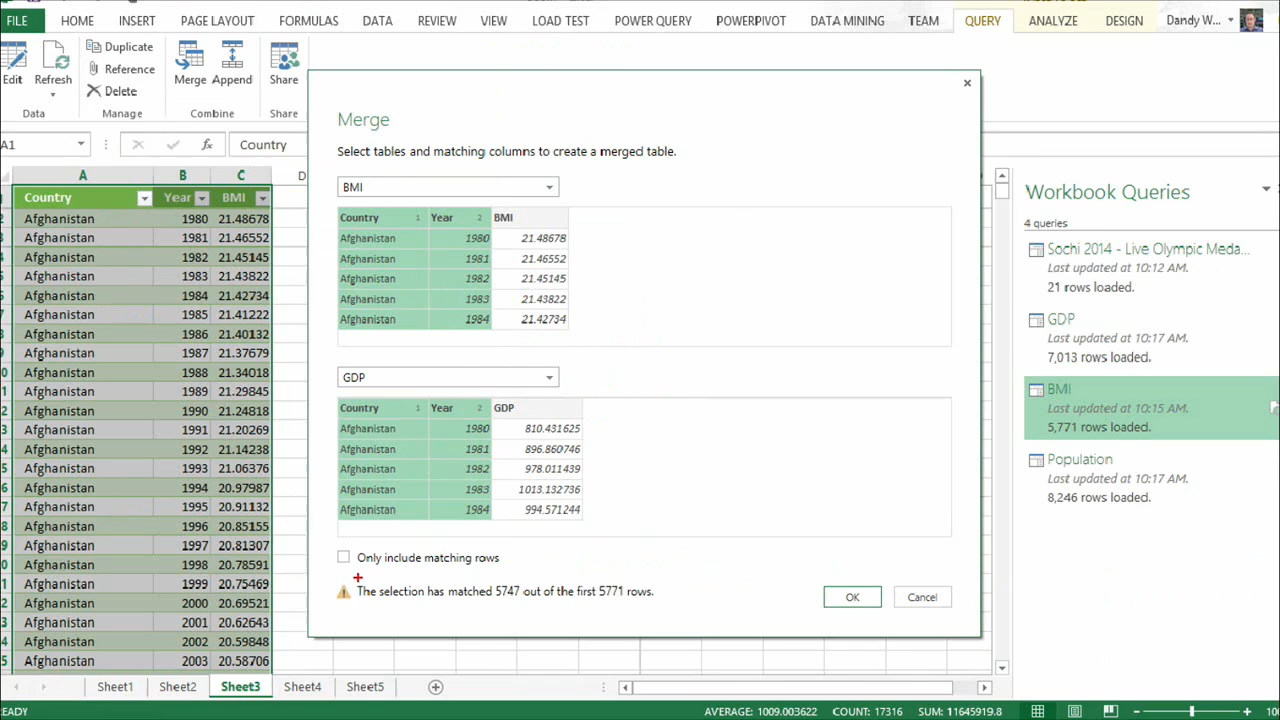 FILE HOME INSERT PAGE LAYOUT FORMULAS DATA REVIEW VIEW LOAD TEST POWER QUERY POWERPIVOT DATA MINING TEAM QUERY ANALYZE DESIGN Dandy W...
Edit Refresh Duplicate Reference Delete Merge Append Share
Data Manage Combine Share
A1 fx Country
A B C D
Country Year BMI
Afghanistan 1980 21.48678
Afghanistan 1981 21.46552
Afghanistan 1982 21.45145
Afghanistan 1983 21.43822
Afghanistan 1984 21.42734
Afghanistan 1985 21.41222
Afghanistan 1986 21.40132
Afghanistan 1987 21.37679
Afghanistan 1988 21.34018
Afghanistan 1989 21.29845
Afghanistan 1990 21.24818
Afghanistan 1991 21.20269
Afghanistan 1992 21.14238
Afghanistan 1993 21.06376
Afghanistan 1994 20.97987
Afghanistan 1995 20.91132
Afghanistan 1996 20.85155
Afghanistan 1997 20.81307
Afghanistan 1998 20.78591
Afghanistan 1999 20.75469
Afghanistan 2000 20.69521
Afghanistan 2001 20.62643
Afghanistan 2002 20.59848
Afghanistan 2003 20.58706
Merge
Select tables and matching columns to create a merged table.
BMI
Country 1 Year 2 BMI
Afghanistan 1980 21.48678
Afghanistan 1981 21.46552
Afghanistan 1982 21.45145
Afghanistan 1983 21.43822
Afghanistan 1984 21.42734
GDP
Country 1 Year 2 GDP
Afghanistan 1980 810.431625
Afghanistan 1981 896.860746
Afghanistan 1982 978.011439
Afghanistan 1983 1013.132736
Afghanistan 1984 994.571244
Only include matching rows
The selection has matched 5747 out of the first 5771 rows.
OK Cancel
Workbook Queries
4 queries
Sochi 2014 - Live Olympic Meda...
Last updated at 10:12 AM.
21 rows loaded.
GDP
Last updated at 10:17 AM.
7,013 rows loaded.
BMI
Last updated at 10:15 AM.
5,771 rows loaded.
Population
Last updated at 10:17 AM.
8,246 rows loaded.
Sheet1 Sheet2 Sheet3 Sheet4 Sheet5
EADY AVERAGE: 1009.003622 COUNT: 17316 SUM: 11645919.8